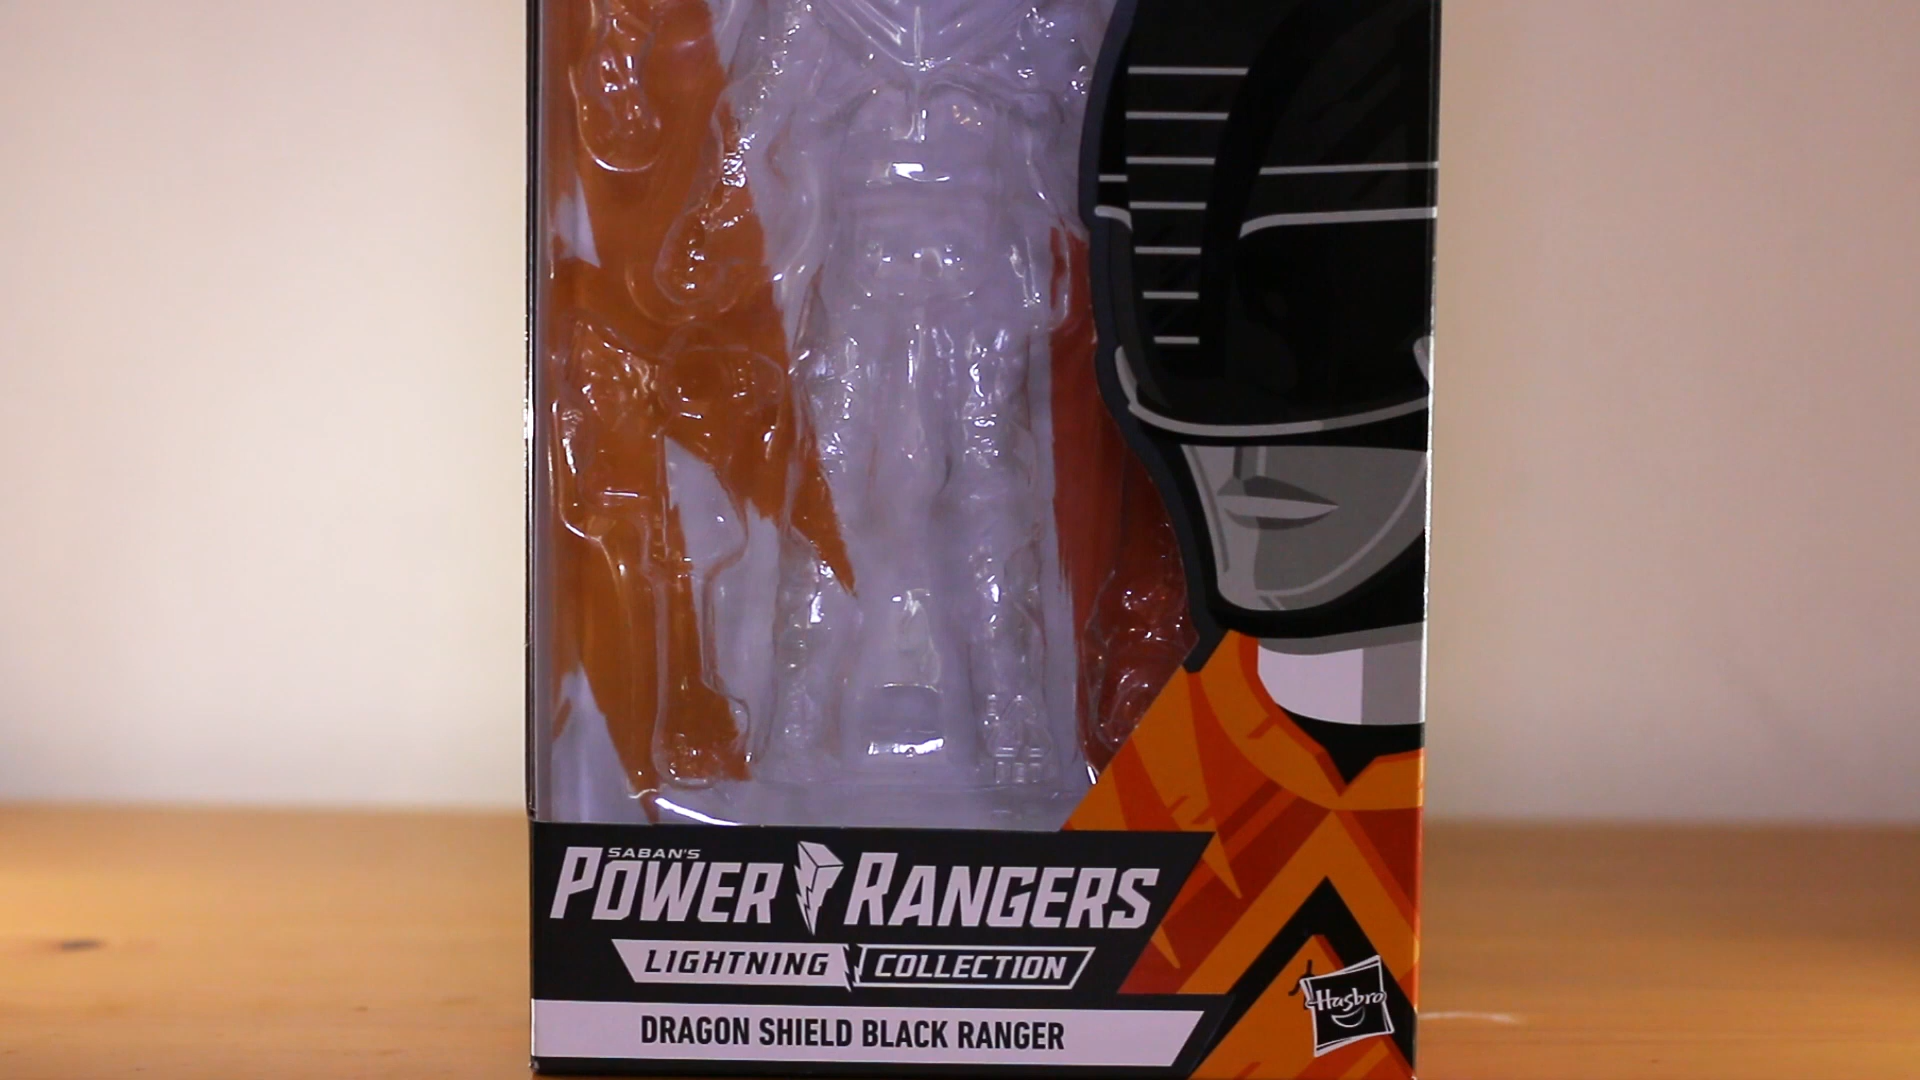 SABAN'S
POWER RANGERS
LIGHTNING COLLECTION
DRAGON SHIELD BLACK RANGER
Hasbro